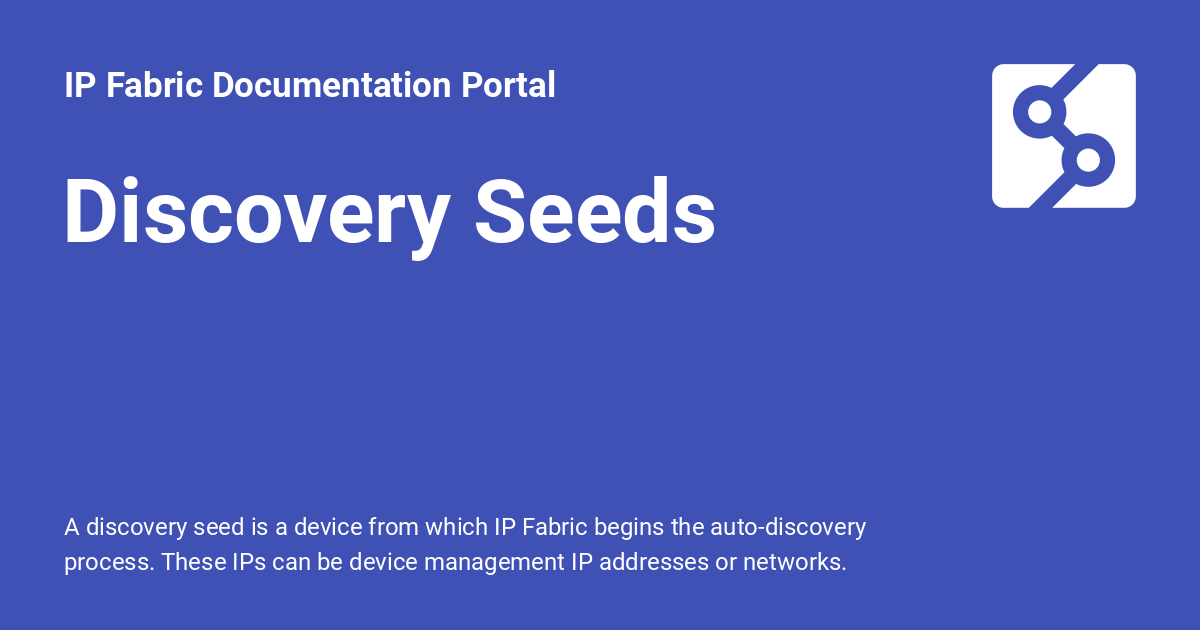 IP Fabric Documentation Portal
Discovery Seeds
A discovery seed is a device from which IP Fabric begins the auto-discovery
process. These IPs can be device management IP addresses or networks.